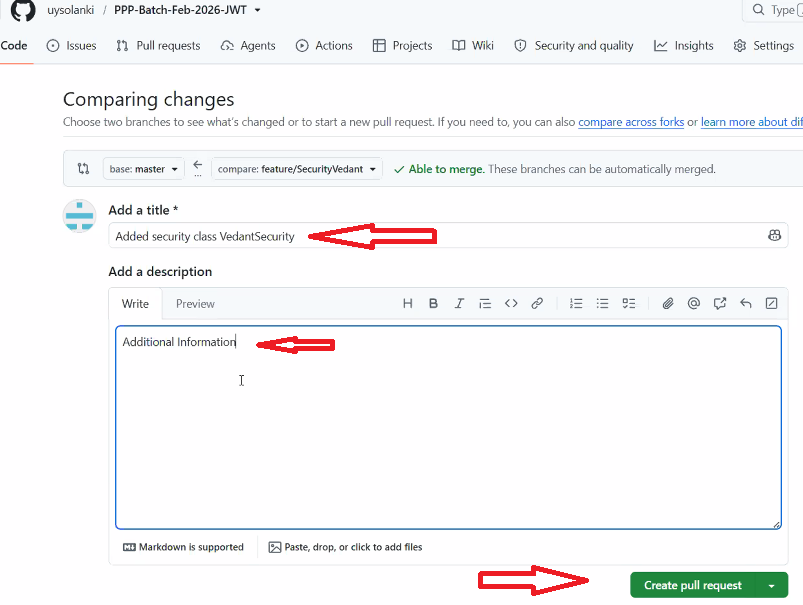 uysolanki / PPP-Batch-Feb-2026-JWT
Type /
Code Issues Pull requests Agents Actions Projects Wiki Security and quality Insights Settings
Comparing changes
Choose two branches to see what's changed or to start a new pull request. If you need to, you can also compare across forks or learn more about dif
base: master ... compare: feature/SecurityVedant Able to merge. These branches can be automatically merged.
Add a title *
Added security class VedantSecurity
Add a description
Write Preview
Additional Information
Markdown is supported Paste, drop, or click to add files
Create pull request